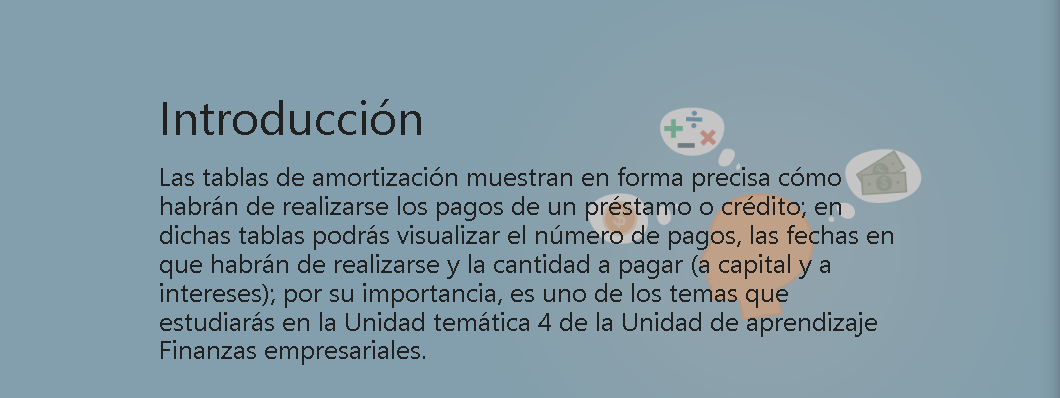 Introducción
Las tablas de amortización muestran en forma precisa cómo
habrán de realizarse los pagos de un préstamo o crédito; en
dichas tablas podrás visualizar el número de pagos, las fechas en
que habrán de realizarse y la cantidad a pagar (a capital y a
intereses); por su importancia, es uno de los temas que
estudiarás en la Unidad temática 4 de la Unidad de aprendizaje
Finanzas empresariales.